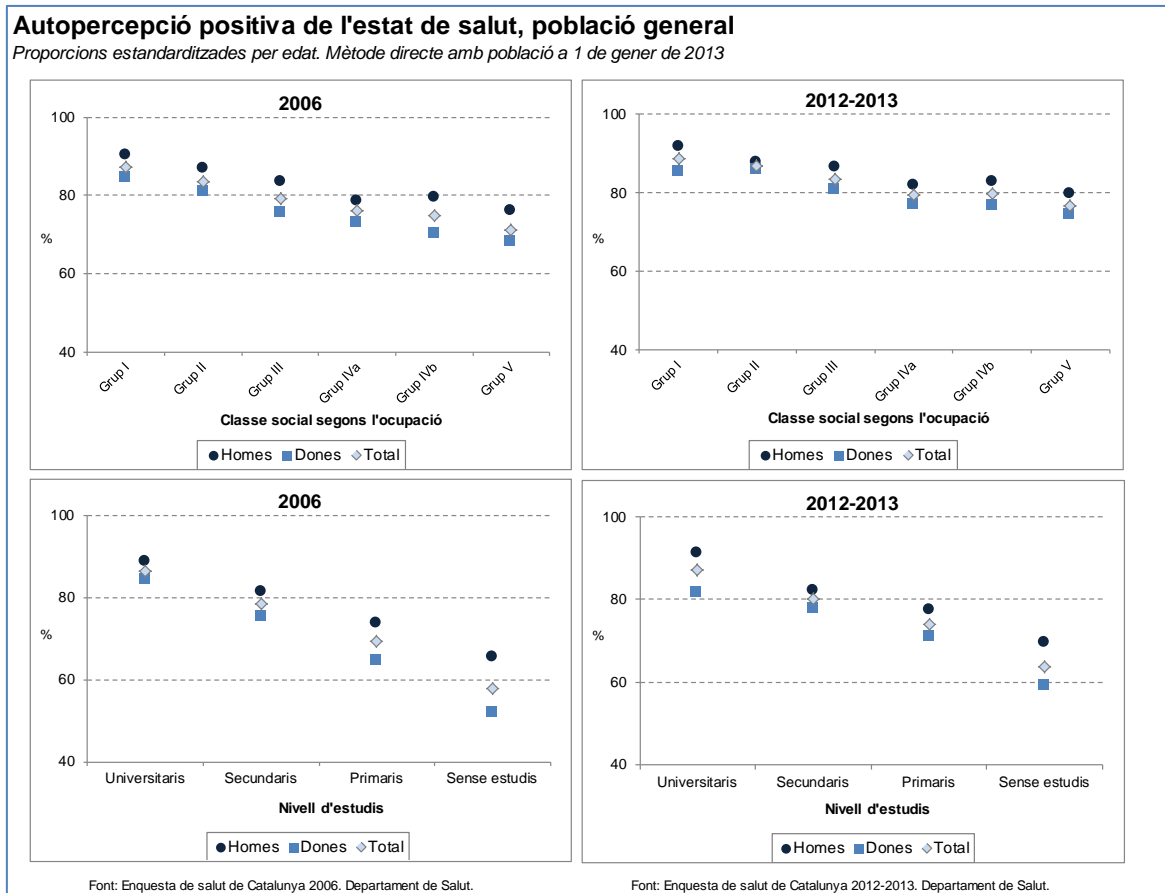 Autopercepció positiva de l'estat de salut, població general
Proporcions estandarditzades per edat. Mètode directe amb població a 1 de gener de 2013
2006
100
80
%
60
40
Grup I
Grup II
Grup III
Grup IVa
Grup IVb
Grup V
Classe social segons l'ocupació
Homes Dones Total
2012-2013
100
80
%
60
40
Grup I
Grup II
Grup III
Grup IVa
Grup IVb
Grup V
Classe social segons l'ocupació
Homes Dones Total
2006
100
80
%
60
40
Universitaris Secundaris Primaris Sense estudis
Nivell d'estudis
Homes Dones Total
2012-2013
100
80
%
60
40
Universitaris Secundaris Primaris Sense estudis
Nivell d'estudis
Homes Dones Total
Font: Enquesta de salut de Catalunya 2006. Departament de Salut.
Font: Enquesta de salut de Catalunya 2012-2013. Departament de Salut.